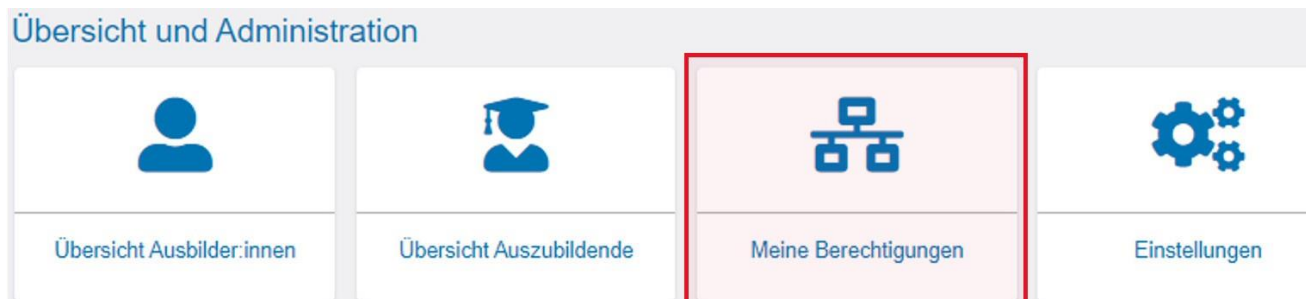 Übersicht und Administration
Übersicht Ausbilder:innen
Übersicht Auszubildende
Meine Berechtigungen
Einstellungen